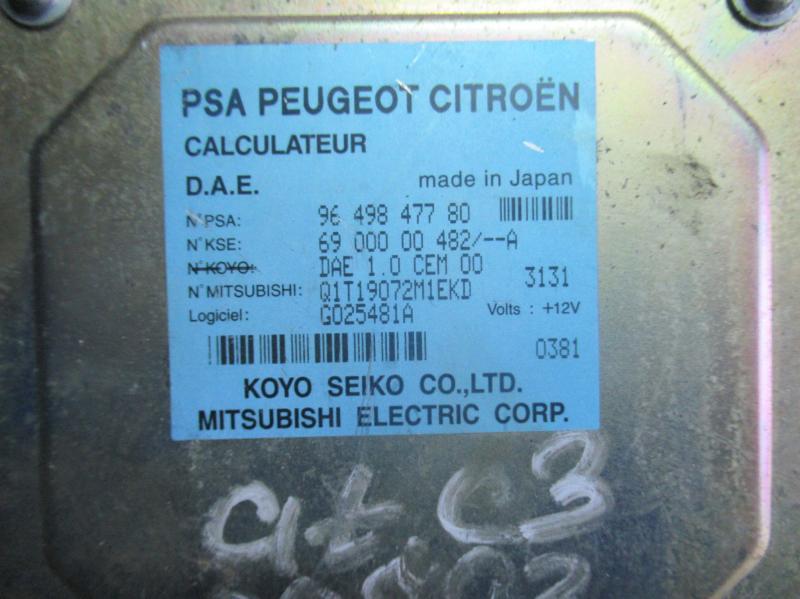 PSA PEUGEOT CITROËN
CALCULATEUR
D.A.E. made in Japan
N°PSA: 96 498 477 80
N°KSE: 69 000 00 482/--A
N°KOYO: DAE 1.0 CEM 00 3131
N°MITSUBISHI: Q1T19072M1EKD Volts : +12V
Logiciel: G025481A
0381
KOYO SEIKO CO.,LTD.
MITSUBISHI ELECTRIC CORP.
cit C3